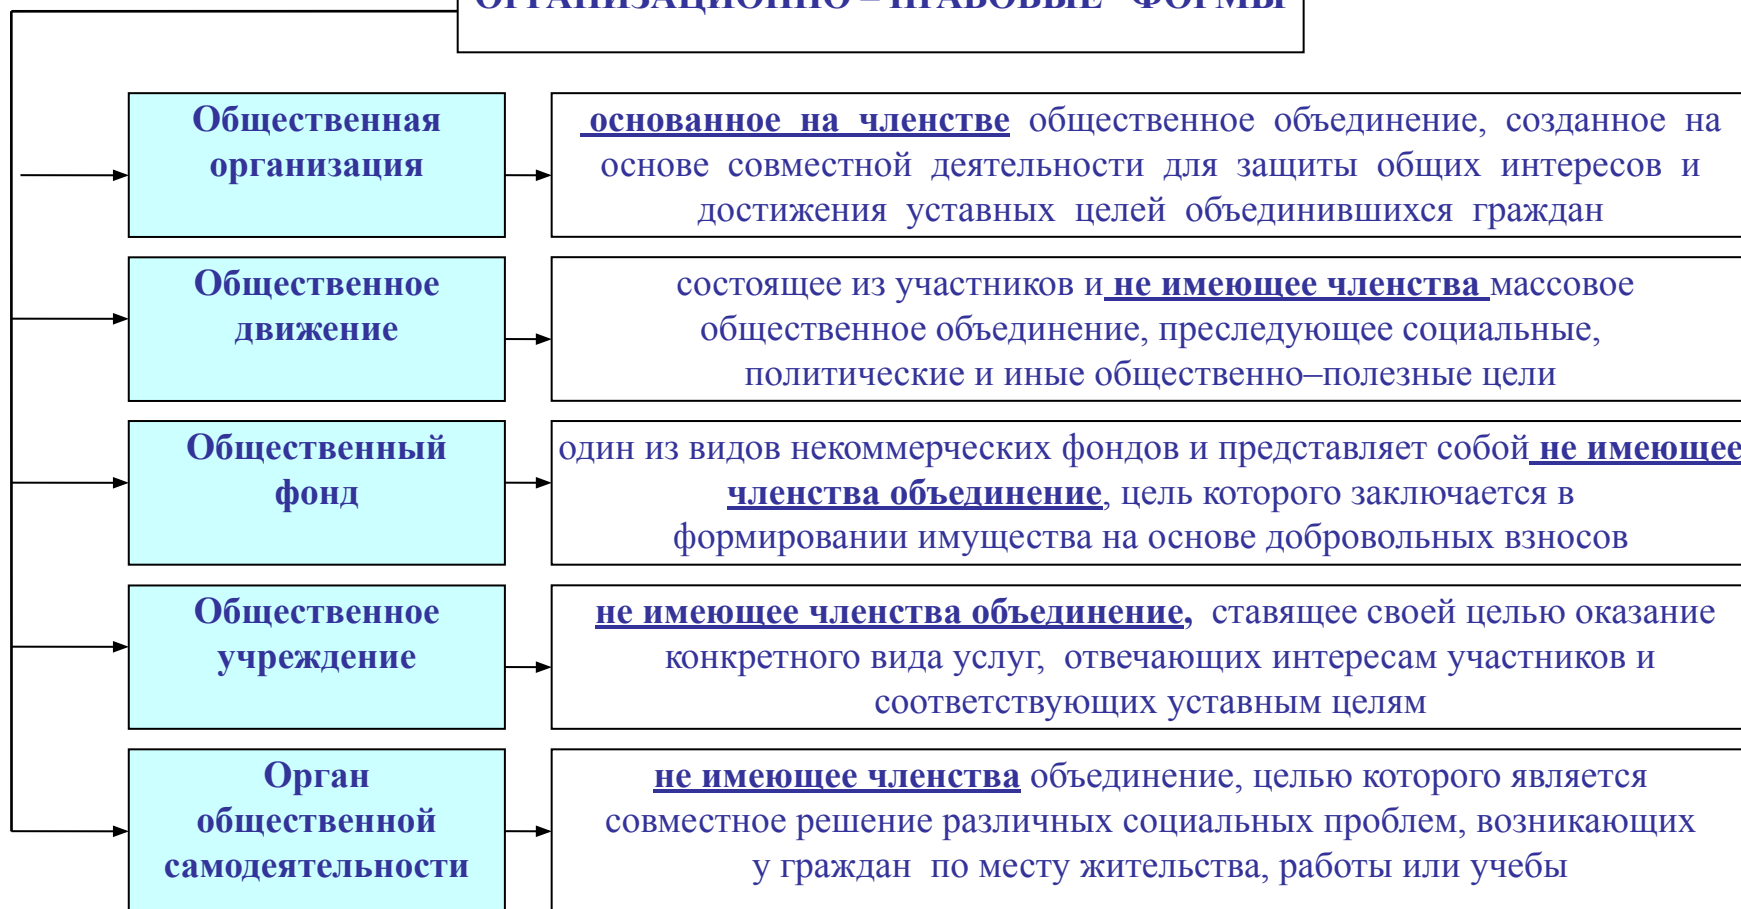 ОРГАНИЗАЦИОННО – ПРАВОВЫЕ ФОРМЫ
Общественная
организация
основанное на членстве общественное объединение, созданное на
основе совместной деятельности для защиты общих интересов и
достижения уставных целей объединившихся граждан
Общественное
движение
состоящее из участников и не имеющее членства массовое
общественное объединение, преследующее социальные,
политические и иные общественно–полезные цели
Общественный
фонд
один из видов некоммерческих фондов и представляет собой не имеющее
членства объединение, цель которого заключается в
формировании имущества на основе добровольных взносов
Общественное
учреждение
не имеющее членства объединение, ставящее своей целью оказание
конкретного вида услуг, отвечающих интересам участников и
соответствующих уставным целям
Орган
общественной
самодеятельности
не имеющее членства объединение, целью которого является
совместное решение различных социальных проблем, возникающих
у граждан по месту жительства, работы или учебы